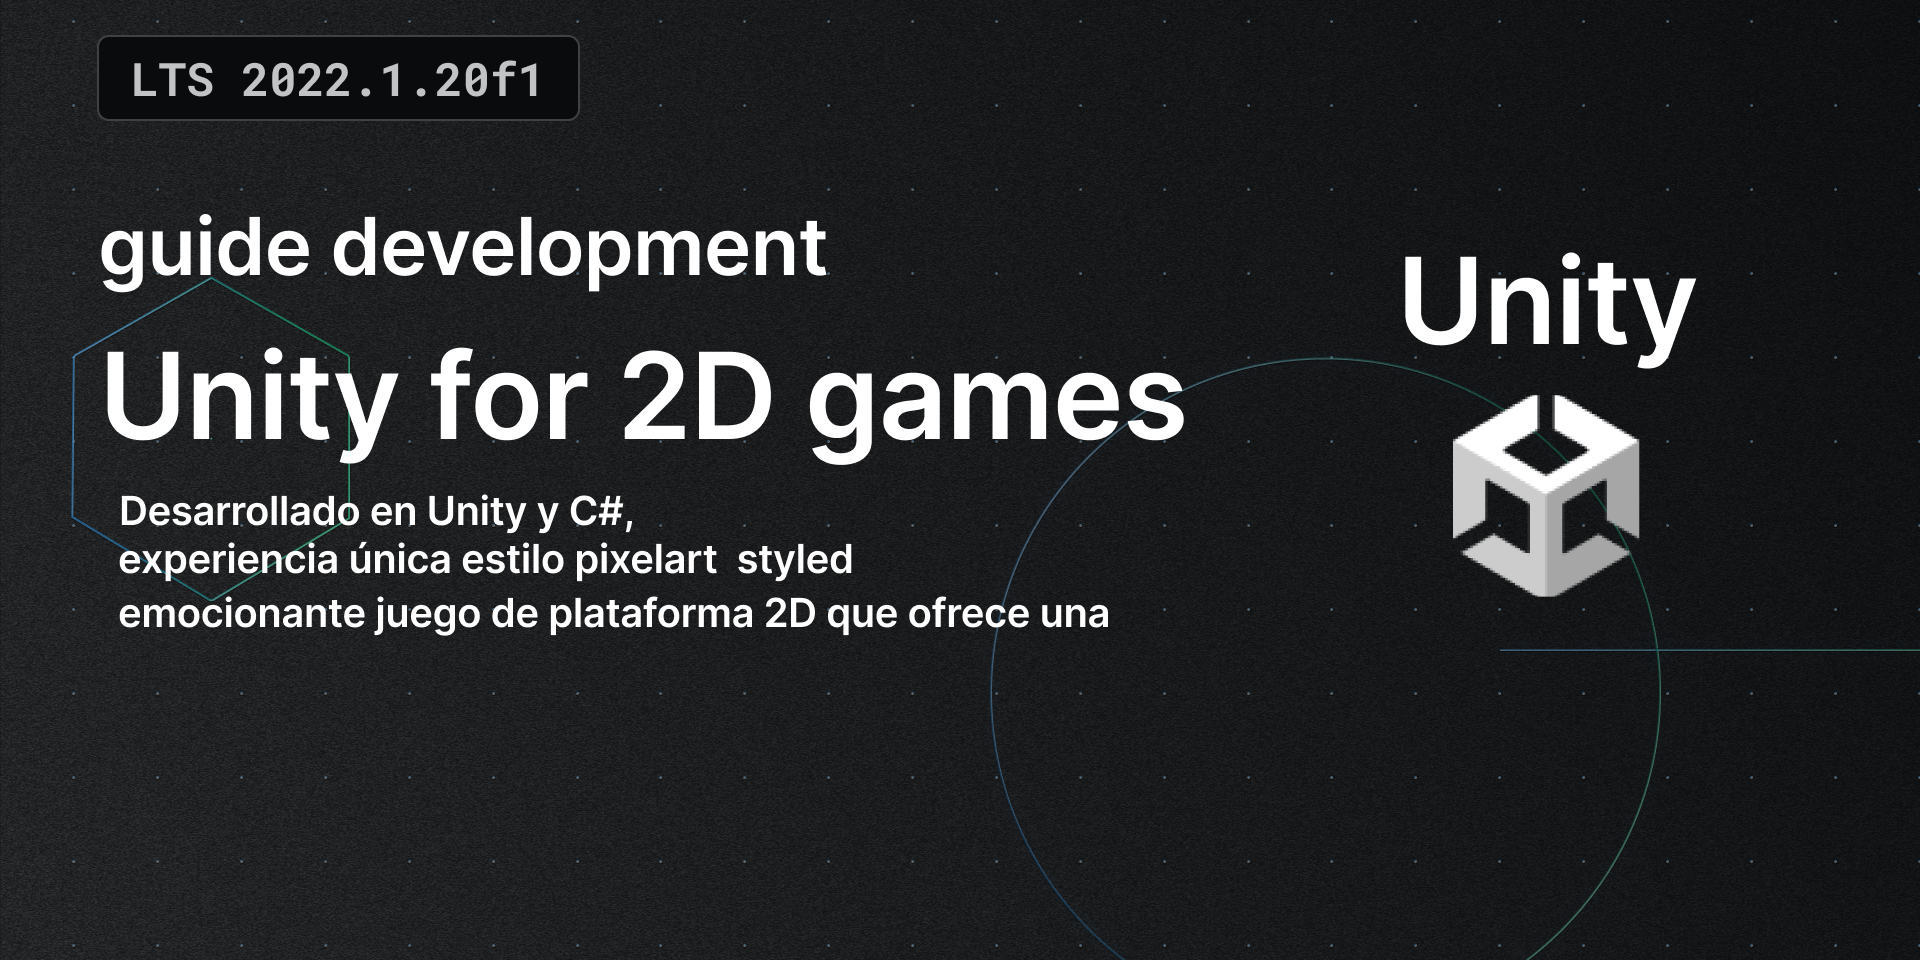 LTS 2022.1.20f1
guide development
Unity for 2D games
Desarrollado en Unity y C#,
experiencia única estilo pixelart  styled
emocionante juego de plataforma 2D que ofrece una
Unity